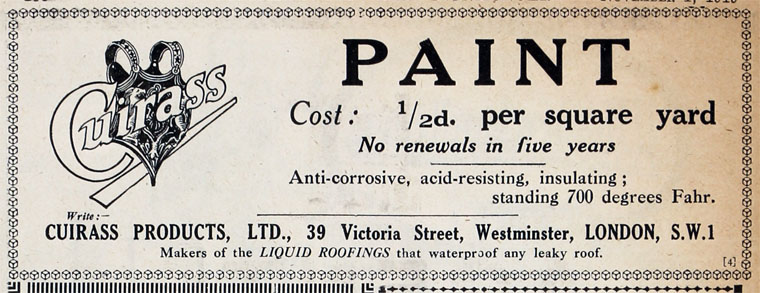 PAINT
Cuirass
Cost: 1/2d. per square yard
No renewals in five years
Anti-corrosive, acid-resisting, insulating;
standing 700 degrees Fahr.
Write:—
CUIRASS PRODUCTS, LTD., 39 Victoria Street, Westminster, LONDON, S.W.1
Makers of the LIQUID ROOFINGS that waterproof any leaky roof.
[4]